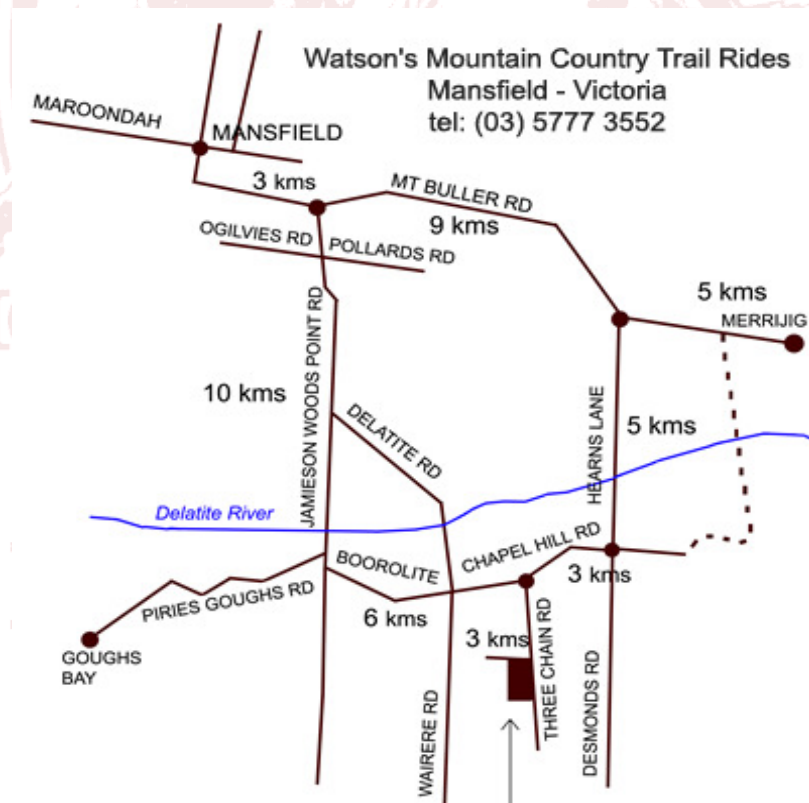 Watson's Mountain Country Trail Rides
Mansfield - Victoria
tel: (03) 5777 3552
MAROONDAH
MANSFIELD
3 kms
MT BULLER RD
9 kms
OGILVIES RD
POLLARDS RD
5 kms
MERRIJIG
JAMIESON WOODS POINT RD
10 kms
DELATITE RD
HEARNS LANE
5 kms
Delatite River
BOOROLITE
CHAPEL HILL RD
3 kms
PIRIES GOUGHS RD
6 kms
GOUGHS
BAY
3 kms
THREE CHAIN RD
WAIRERE RD
DESMONDS RD